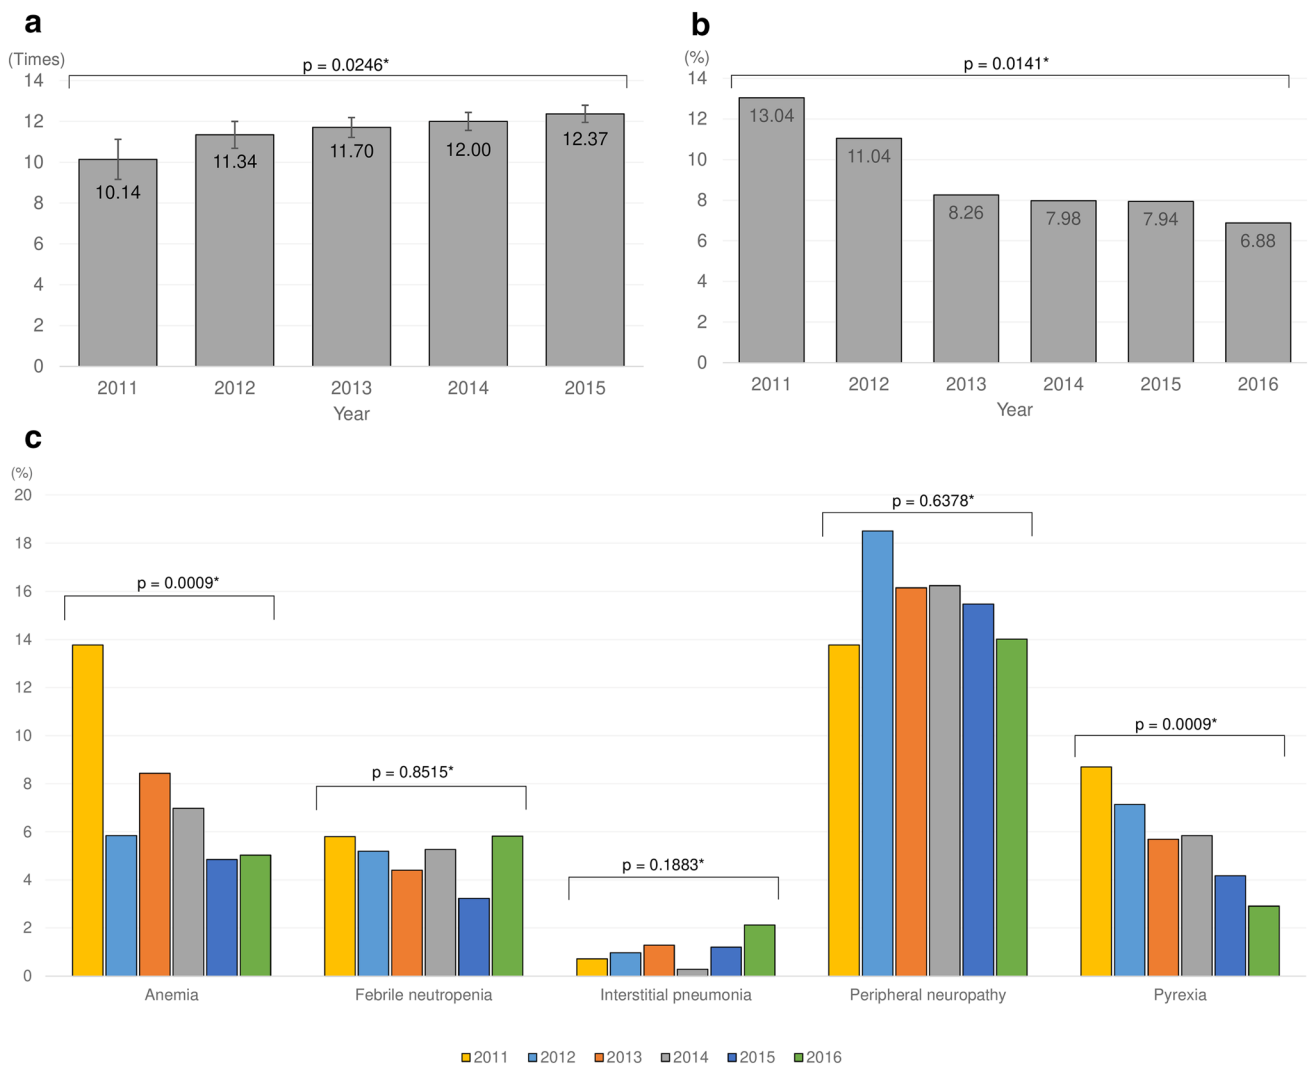 a
(Times)
p = 0.0246*
14
12
10
8
6
4
2
0
10.14
11.34
11.70
12.00
12.37
2011 2012 2013 2014 2015
Year
b
(%)
p = 0.0141*
14
12
10
8
6
4
2
0
13.04
11.04
8.26
7.98
7.94
6.88
2011 2012 2013 2014 2015 2016
Year
c
(%)
20
18
16
14
12
10
8
6
4
2
0
p = 0.0009*
p = 0.8515*
p = 0.1883*
p = 0.6378*
p = 0.0009*
Anemia Febrile neutropenia Interstitial pneumonia Peripheral neuropathy Pyrexia
2011 2012 2013 2014 2015 2016